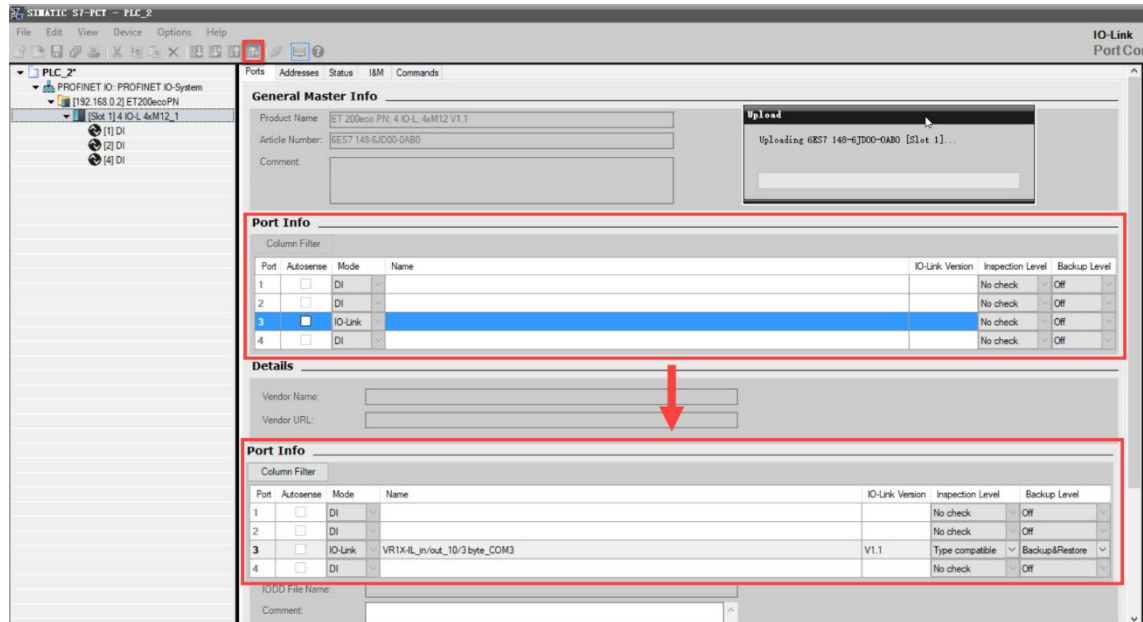 SIMATIC S7-PCT - PLC_2
File Edit View Device Options Help
IO-Link
Port Co
PLC_2*
PROFINET IO: PROFINET IO-System
[192.168.0.2] ET200ecoPN
[Slot 1] 4 IO-L 4xM12_1
[1] DI
[2] DI
[4] DI
Ports Addresses Status I&M Commands
General Master Info
Product Name ET 200eco PN: 4 IO-L: 4xM12 V1.1
Article Number: 6ES7 148-6JD00-0AB0
Comment:
Upload
Uploading 6ES7 148-6JD00-0AB0 [Slot 1]...
Port Info
Column Filter
Port Autosense Mode Name IO-Link Version Inspection Level Backup Level
1 DI No check Off
2 DI No check Off
3 IO-Link No check Off
4 DI No check Off
Details
Vendor Name:
Vendor URL:
Port Info
Column Filter
Port Autosense Mode Name IO-Link Version Inspection Level Backup Level
1 DI No check Off
2 DI No check Off
3 IO-Link VR1X-IL_in/out_10/3 byte_COM3 V1.1 Type compatible Backup&Restore
4 DI No check Off
IODD File Name:
Comment: